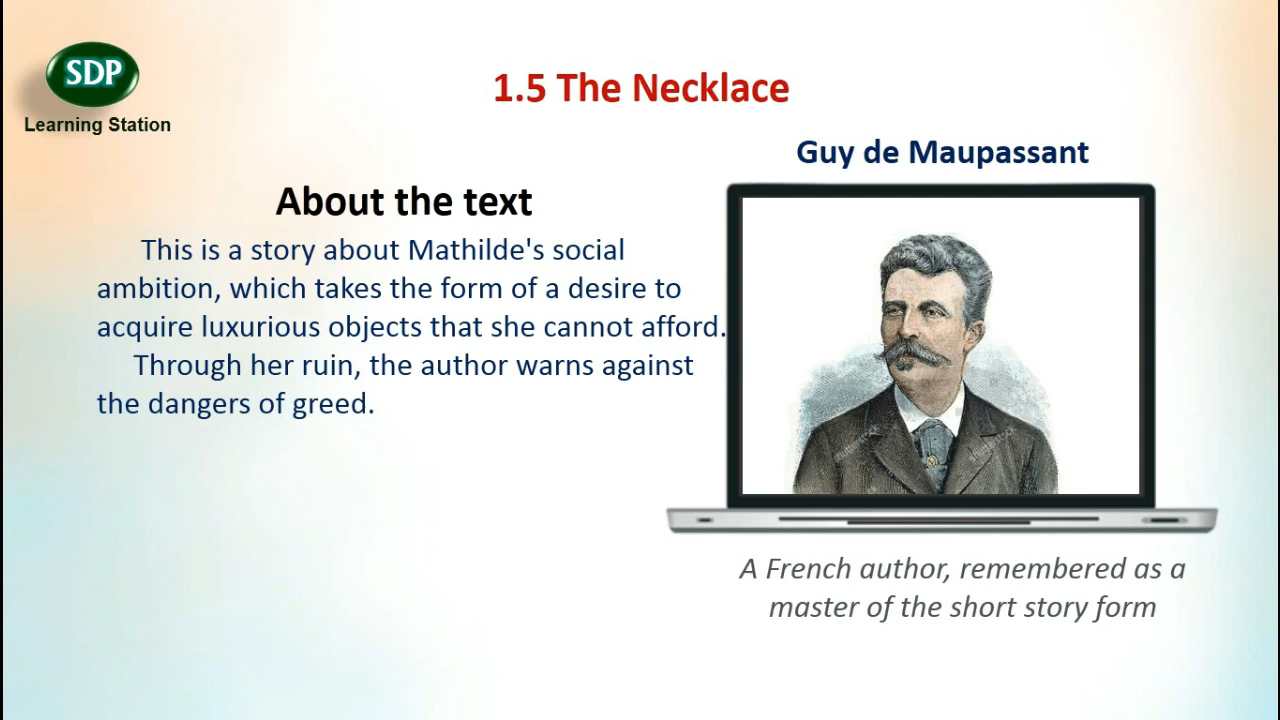 SDP
Learning Station
1.5 The Necklace
Guy de Maupassant
About the text
This is a story about Mathilde's social
ambition, which takes the form of a desire to
acquire luxurious objects that she cannot afford.
Through her ruin, the author warns against
the dangers of greed.
A French author, remembered as a
master of the short story form